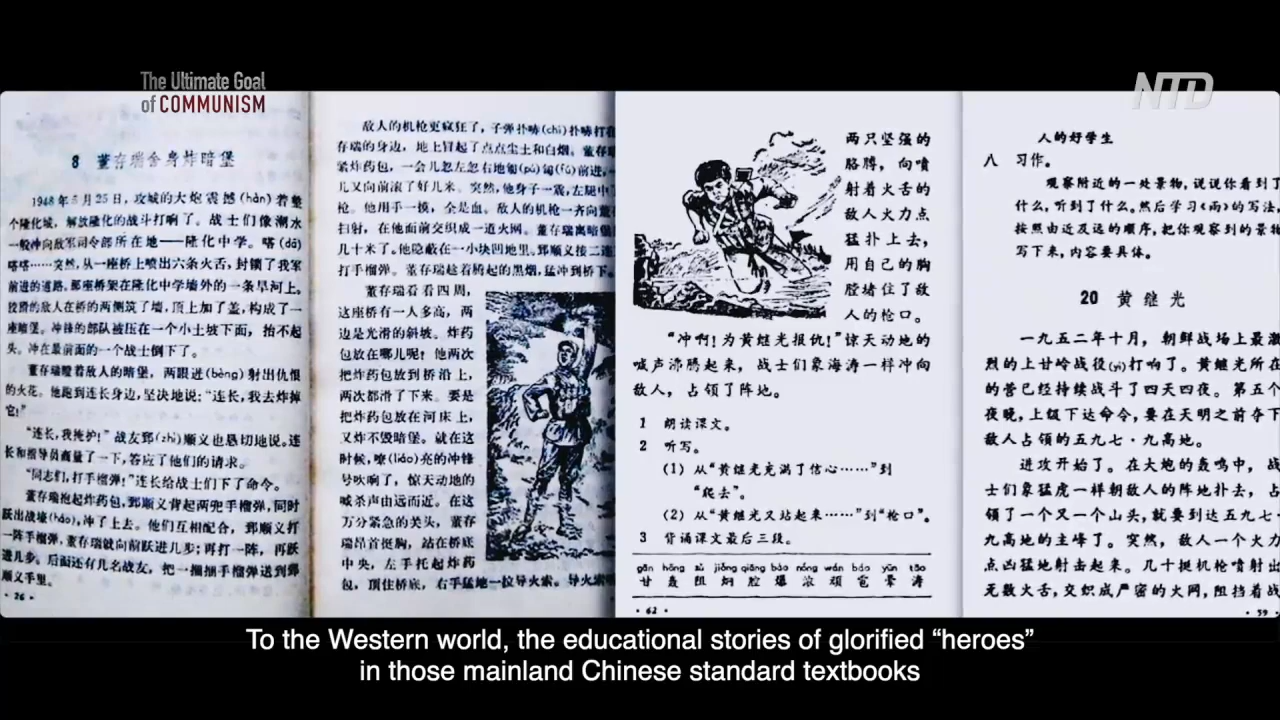 The Ultimate Goal
of COMMUNISM
NTD
8 董存瑞舍身炸暗堡
1948年5月25日，攻城的大炮震撼(hàn)着整
个隆化城，解放隆化的战斗打响了。战士们像潮水
一般冲向敌军司令部所在地——隆化中学。嗒(dā)
嗒嗒……突然，从一座桥上喷出六条火舌，封锁了我军
前进的道路。那座桥架在隆化中学墙外的一条旱河上。
狡猾的敌人在桥的两侧筑了墙，顶上加了盖，构成了一
座暗堡。冲锋的部队被压在一个小土坡下面，抬不起
头。冲在最前面的一个战士倒下了。
董存瑞瞪着敌人的暗堡，两眼迸(bèng)射出仇恨
的火花。他跑到连长身边，坚决地说：“连长，我去炸掉
它！”
“连长，我掩护！”战友郅(zhì)顺义也恳切地说。连
长和指导员商量了一下，答应了他们的请求。
“同志们，打手榴弹！”连长给战士们下了命令。
董存瑞抱起炸药包，郅顺义背起两兜手榴弹，同时
跃出战壕(háo)，冲了上去。他们互相配合，郅顺义打
一阵手榴弹，董存瑞就向前跃进几步；再打一阵，再跃
进几步。后面还有几名战友，把一捆捆手榴弹送到郅
顺义手里。
·26·
敌人的机枪更疯狂了，子弹扑哧(chī)扑哧打在
存瑞的身边，地上冒起了点点尘土和白烟。董存瑞
紧炸药包，一会儿忽左忽右地匍(pú)匐(fú)前进，一
儿又向前滚了好几米。突然，他身子一震，左腿中了
枪。他用手一摸，全是血。敌人的机枪一齐向董存
扫射，在他面前交织成一道火网。董存瑞离暗堡
几十米了。他隐蔽在一小块凹地里。郅顺义接二连
打手榴弹。董存瑞趁着腾起的黑烟，猛冲到桥下。
董存瑞看看四周，
这座桥有一人多高，两
边是光滑的斜坡。炸药
包放在哪儿呢？他两次
把炸药包放到桥沿上，
两次都滑了下来。要是
把炸药包放在河床上，
又炸不毁暗堡。就在这
时候，嘹(liáo)亮的冲锋
号吹响了，惊天动地的
喊杀声由远而近。在这
万分紧急的关头，董存
瑞昂首挺胸，站在桥底
中央，左手托起炸药
包，顶住桥底，右手猛地一拉导火索。导火索
两只坚强的
胳膊，向喷
射着火舌的
敌人火力点
猛扑上去，
用自己的胸
膛堵住了敌
人的枪口。
“冲啊！为黄继光报仇！”惊天动地的
喊声沸腾起来，战士们象海涛一样冲向
敌人，占领了阵地。
1 朗读课文。
2 听写。
(1) 从“黄继光充满了信心……”到
“爬去”。
(2) 从“黄继光又站起来……”到“枪口”。
3 背诵课文最后三段。
gān hōng zǔ jiǒng qiāng bào nóng wán bāo yūn tāo
甘 轰 阻 炯 腔 爆 浓 顽 苞 晕 涛
·62·
人的好学生
八 习作。
观察附近的一处景物，说说你看到了
什么，听到了什么。然后学习《雨》的写法，
按照由近及远的顺序，把你观察到的景物
写下来，内容要具体。
20 黄继光
一九五二年十月，朝鲜战场上最激
烈的上甘岭战役(yì)打响了。黄继光所在
的营已经持续战斗了四天四夜。第五个
夜晚，上级下达命令，要在天明之前夺下
敌人占领的五九七·九高地。
进攻开始了。在大炮的轰鸣中，战
士们象猛虎一样朝敌人的阵地扑去，占
领了一个又一个山头，就要到达五九七·
九高地的主峰了。突然，敌人一个火力
点凶猛地射击起来。几十挺机枪喷射出
无数火舌，交织成严密的火网，阻挡着战
·59·
To the Western world, the educational stories of glorified “heroes”
in those mainland Chinese standard textbooks